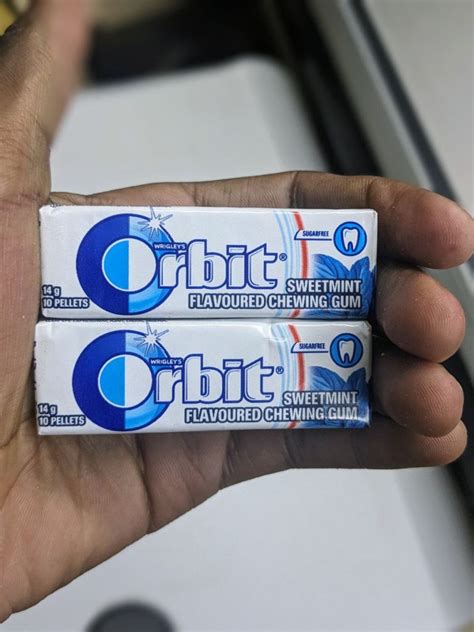 WRIGLEY'S
Orbit®
SUGARFREE
SWEETMINT
FLAVOURED CHEWING GUM
14 g
10 PELLETS
WRIGLEY'S
Orbit®
SUGARFREE
SWEETMINT
FLAVOURED CHEWING GUM
14 g
10 PELLETS